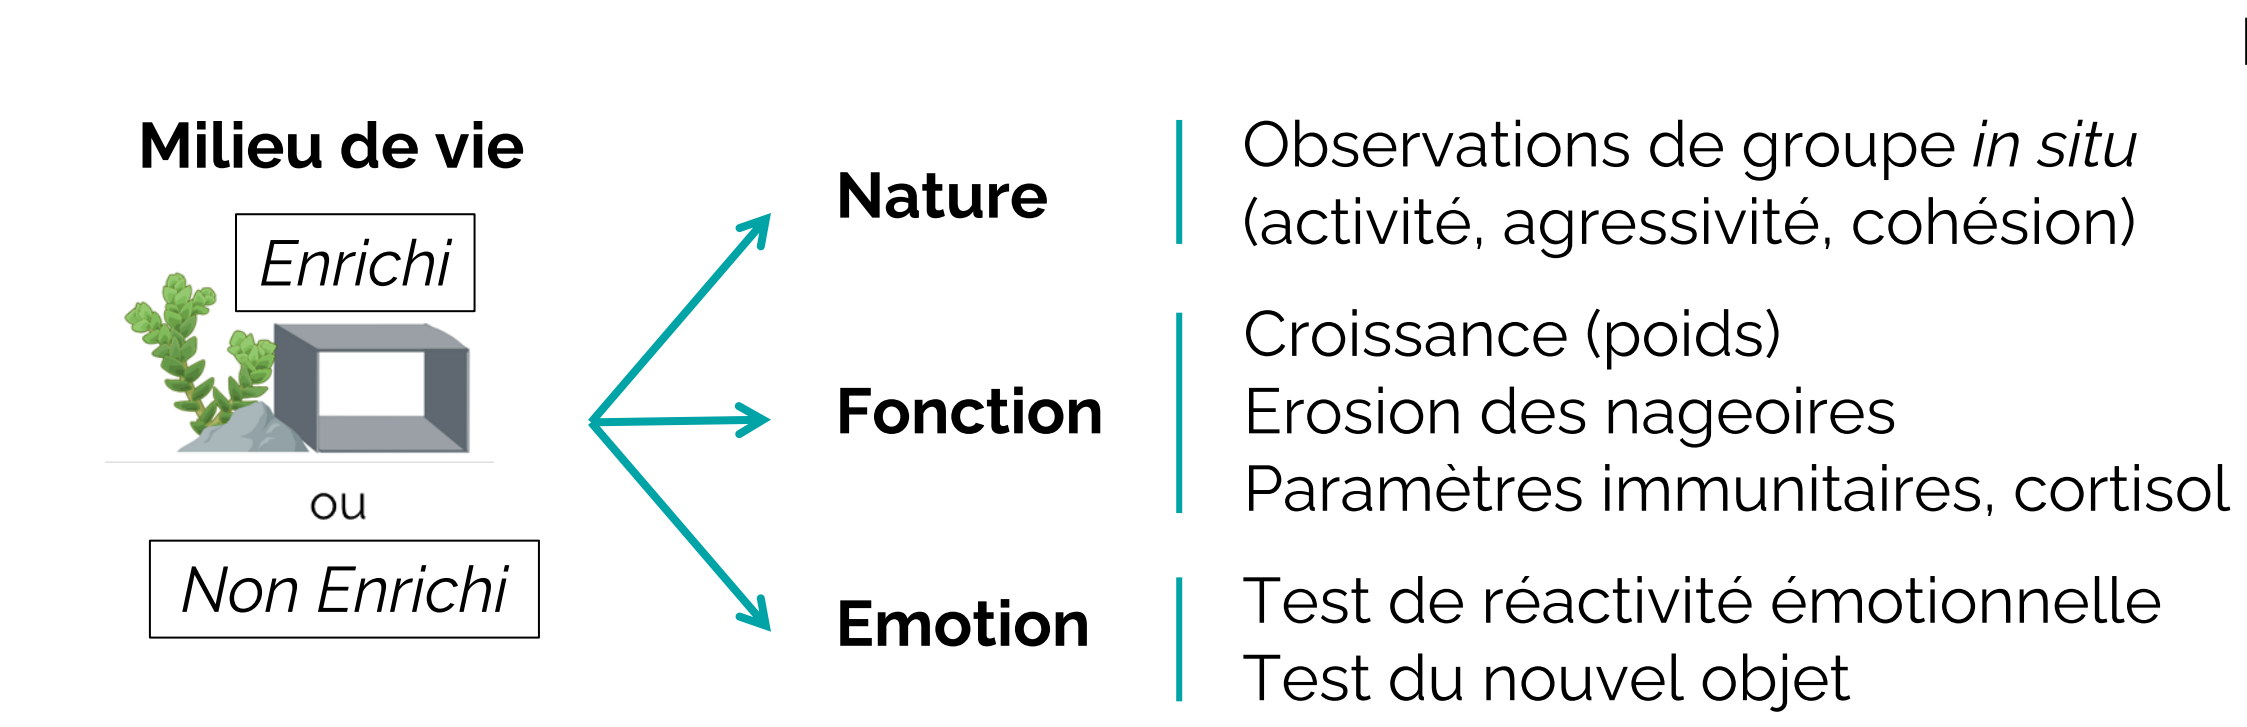 Milieu de vie
Enrichi
ou
Non Enrichi
Nature
Observations de groupe in situ
(activité, agressivité, cohésion)
Fonction
Croissance (poids)
Erosion des nageoires
Paramètres immunitaires, cortisol
Emotion
Test de réactivité émotionnelle
Test du nouvel objet